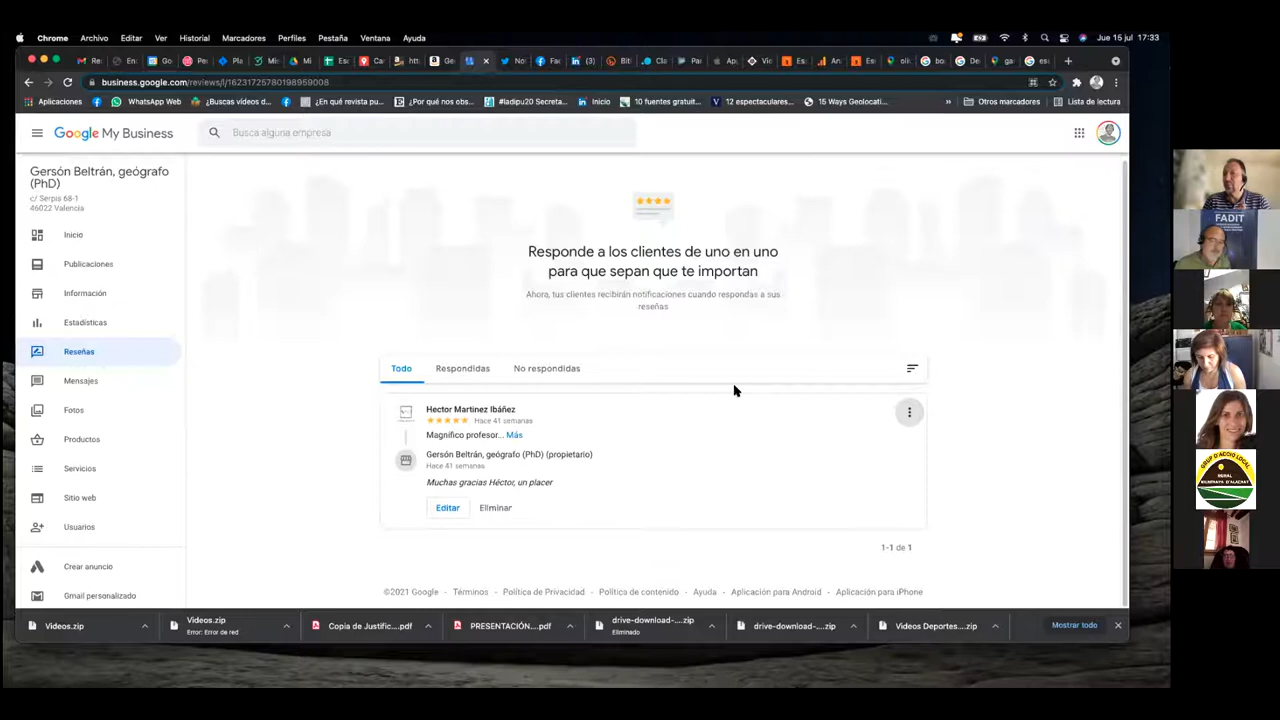 Chrome Archivo Editar Ver Historial Marcadores Perfiles Pestaña Ventana Ayuda Jue 15 jul 17:33
business.google.com/reviews/l/16231725780198959008
Aplicaciones WhatsApp Web ¿Buscas vídeos d... ¿En qué revista pu... ¿Por qué nos obs... #ladipu20 Secreta... Inicio 10 fuentes gratuit... 12 espectaculares... 15 Ways Geolocati... » Otros marcadores Lista de lectura
Google My Business
Busca alguna empresa
Gersón Beltrán, geógrafo
(PhD)
c/ Serpis 68-1
46022 Valencia
Inicio
Publicaciones
Información
Estadísticas
Reseñas
Mensajes
Fotos
Productos
Servicios
Sitio web
Usuarios
Crear anuncio
Gmail personalizado
Responde a los clientes de uno en uno
para que sepan que te importan
Ahora, tus clientes recibirán notificaciones cuando respondas a sus
reseñas
Todo Respondidas No respondidas
Hector Martinez Ibáñez
Hace 41 semanas
Magnífico profesor... Más
Gersón Beltrán, geógrafo (PhD) (propietario)
Hace 41 semanas
Muchas gracias Héctor, un placer
Editar Eliminar
1-1 de 1
©2021 Google - Términos - Política de Privacidad - Política de contenido - Ayuda - Aplicación para Android - Aplicación para iPhone
Videos.zip
Videos.zip
Error: Error de red
Copia de Justific....pdf
PRESENTACIÓN....pdf
drive-download-....zip
Eliminado
drive-download-....zip
Videos Deportes....zip
Mostrar todo
FADIT
GRUP D'ACCIÓ LOCAL
RURAL